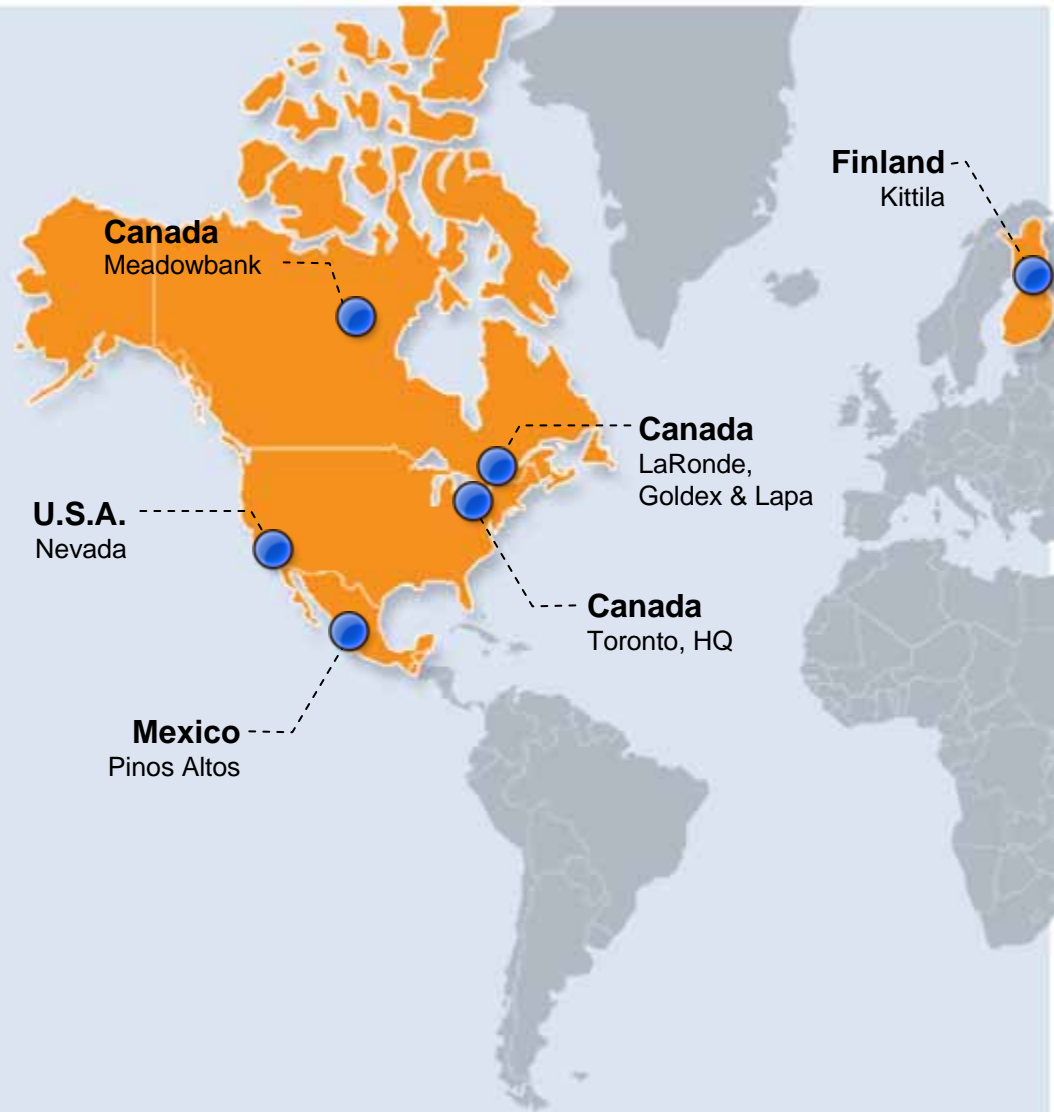 Finland
Kittila
Canada
Meadowbank
Canada
LaRonde,
Goldex & Lapa
U.S.A.
Nevada
Canada
Toronto, HQ
Mexico
Pinos Altos